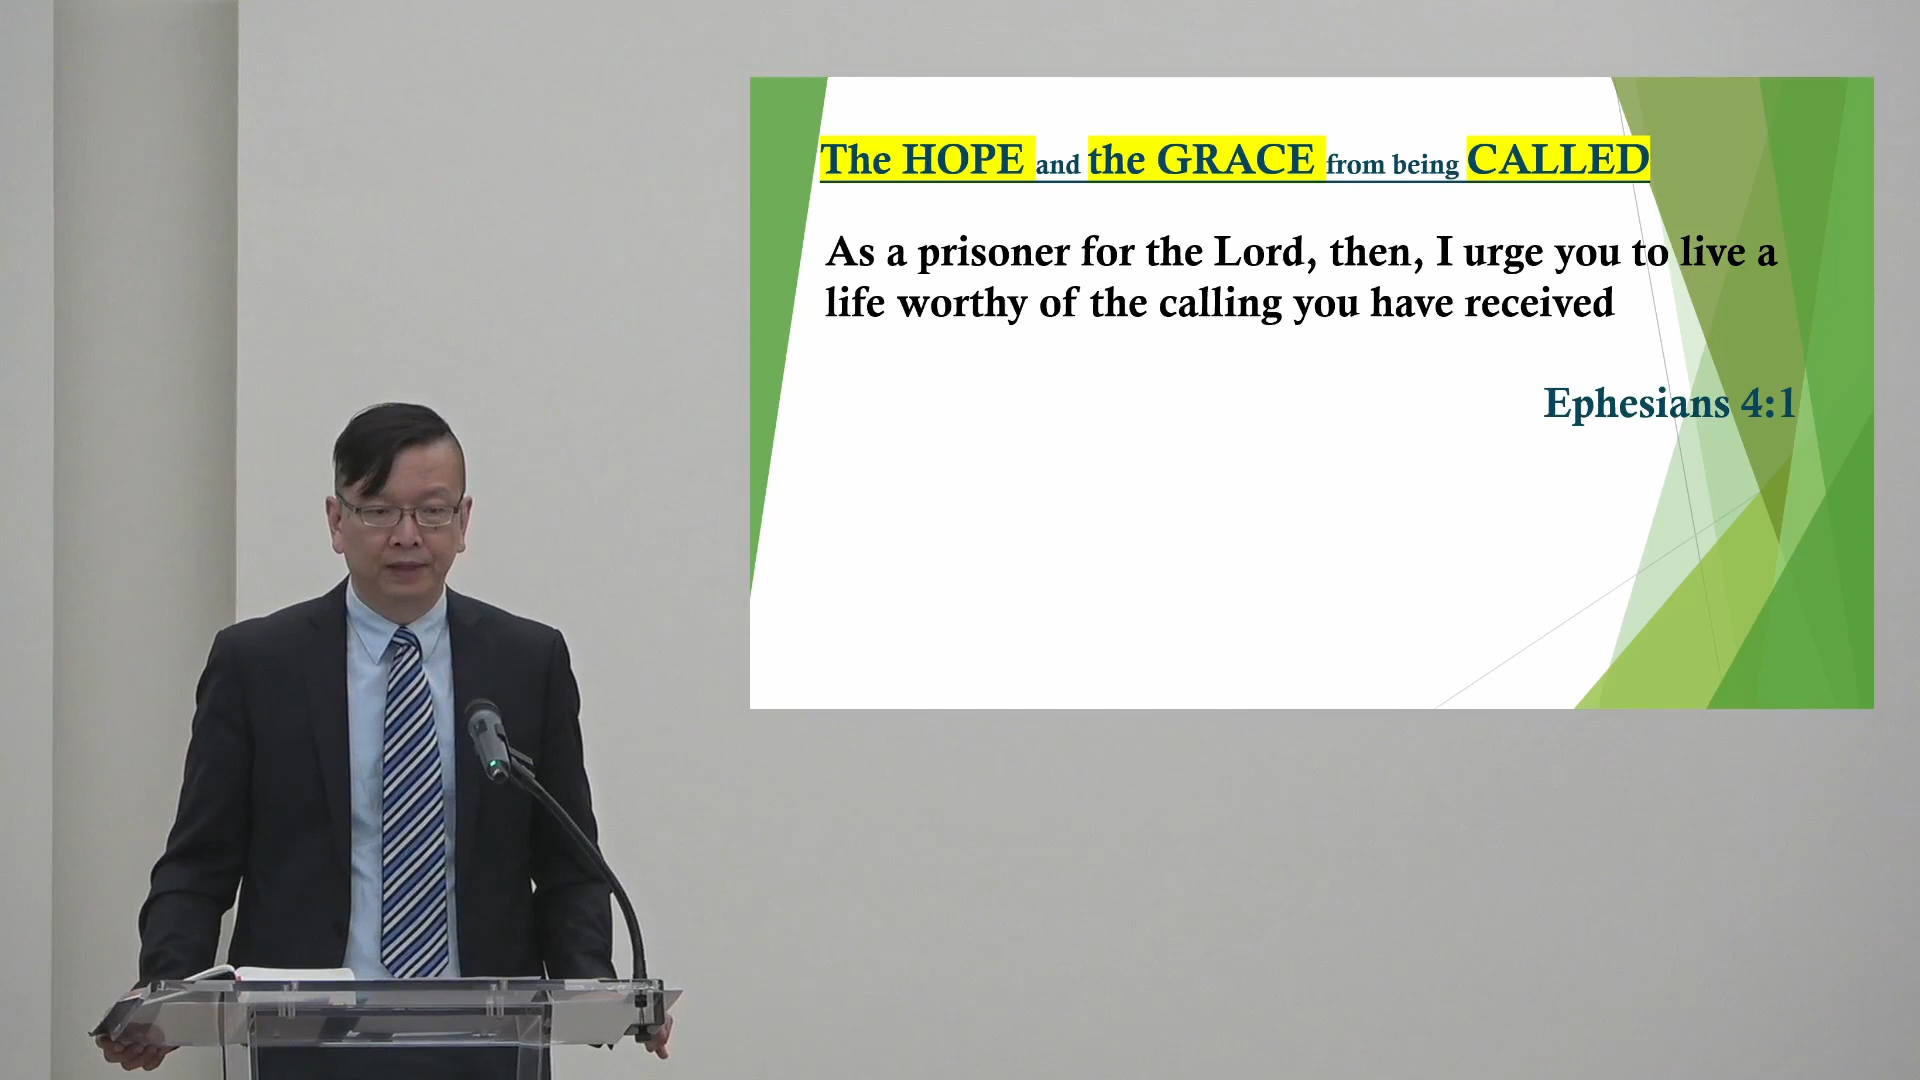 The HOPE and the GRACE from being CALLED
As a prisoner for the Lord, then, I urge you to live a
life worthy of the calling you have received
Ephesians 4:1